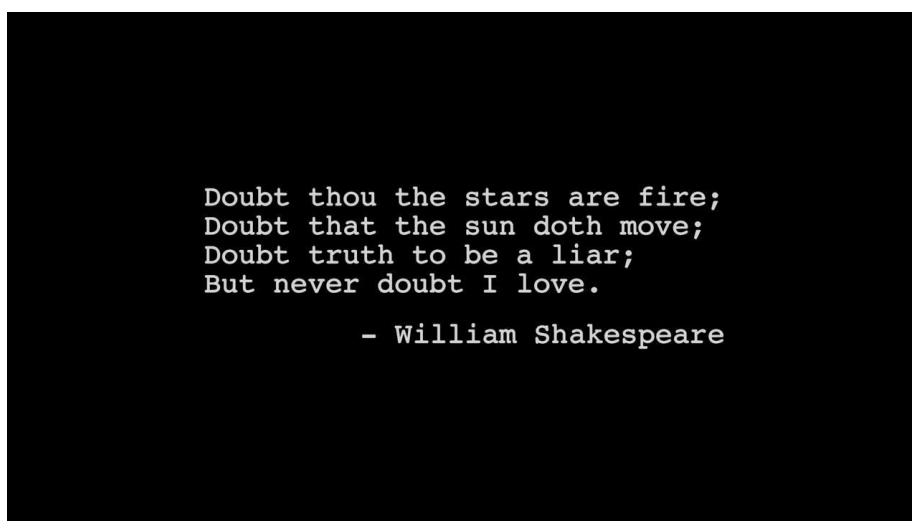 Doubt thou the stars are fire;
Doubt that the sun doth move;
Doubt truth to be a liar;
But never doubt I love.
- William Shakespeare